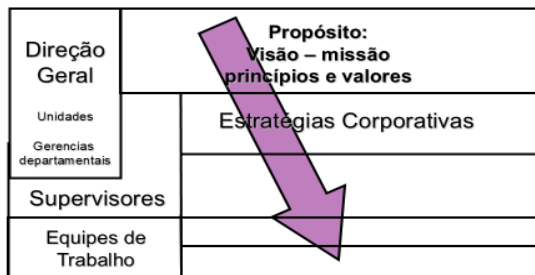 Direção
Geral
Unidades
Gerencias
departamentais
Supervisores
Equipes de
Trabalho
Propósito:
Visão – missão
princípios e valores
Estratégias Corporativas